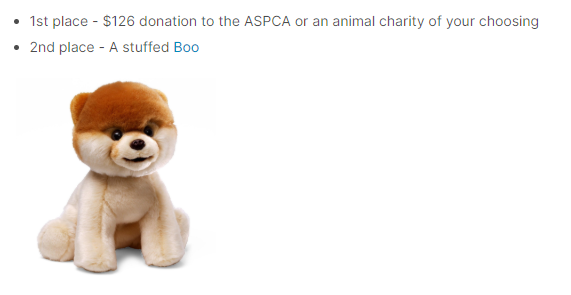 1st place - $126 donation to the ASPCA or an animal charity of your choosing
2nd place - A stuffed Boo